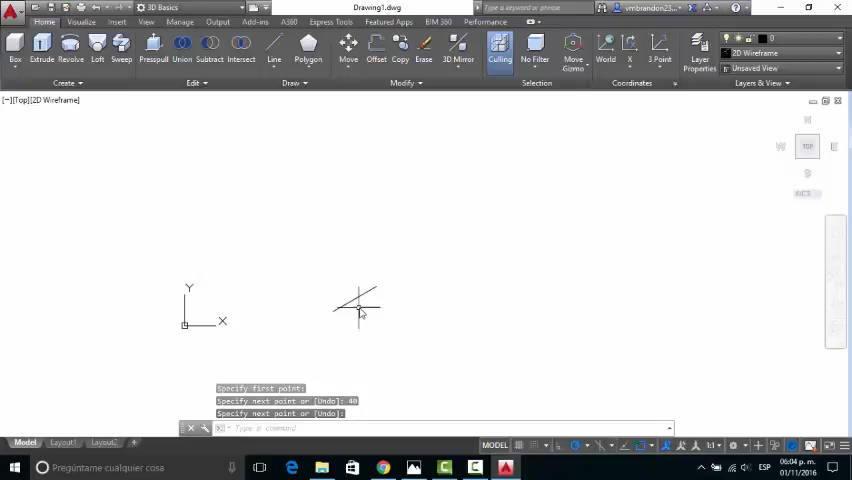 3D Basics
Drawing1.dwg
Type a keyword or phrase
vmbrandon23...
Home Visualize Insert View Manage Output Add-ins A360 Express Tools Featured Apps BIM 360 Performance
Box Extrude Revolve Loft Sweep Presspull Union Subtract Intersect Line Polygon Move Offset Copy Erase 3D Mirror Culling No Filter Move Gizmo World X 3 Point Layer Properties
0
2D Wireframe
Unsaved View
Create Edit Draw Modify Selection Coordinates Layers & View
[−][Top][2D Wireframe]
W TOP E
S
WCS
Y
X
Specify first point:
Specify next point or [Undo]: 40
Specify next point or [Undo]:
Type a command
Model Layout1 Layout2 +
MODEL
1:1
Pregúntame cualquier cosa
ESP
06:04 p. m.
01/11/2016